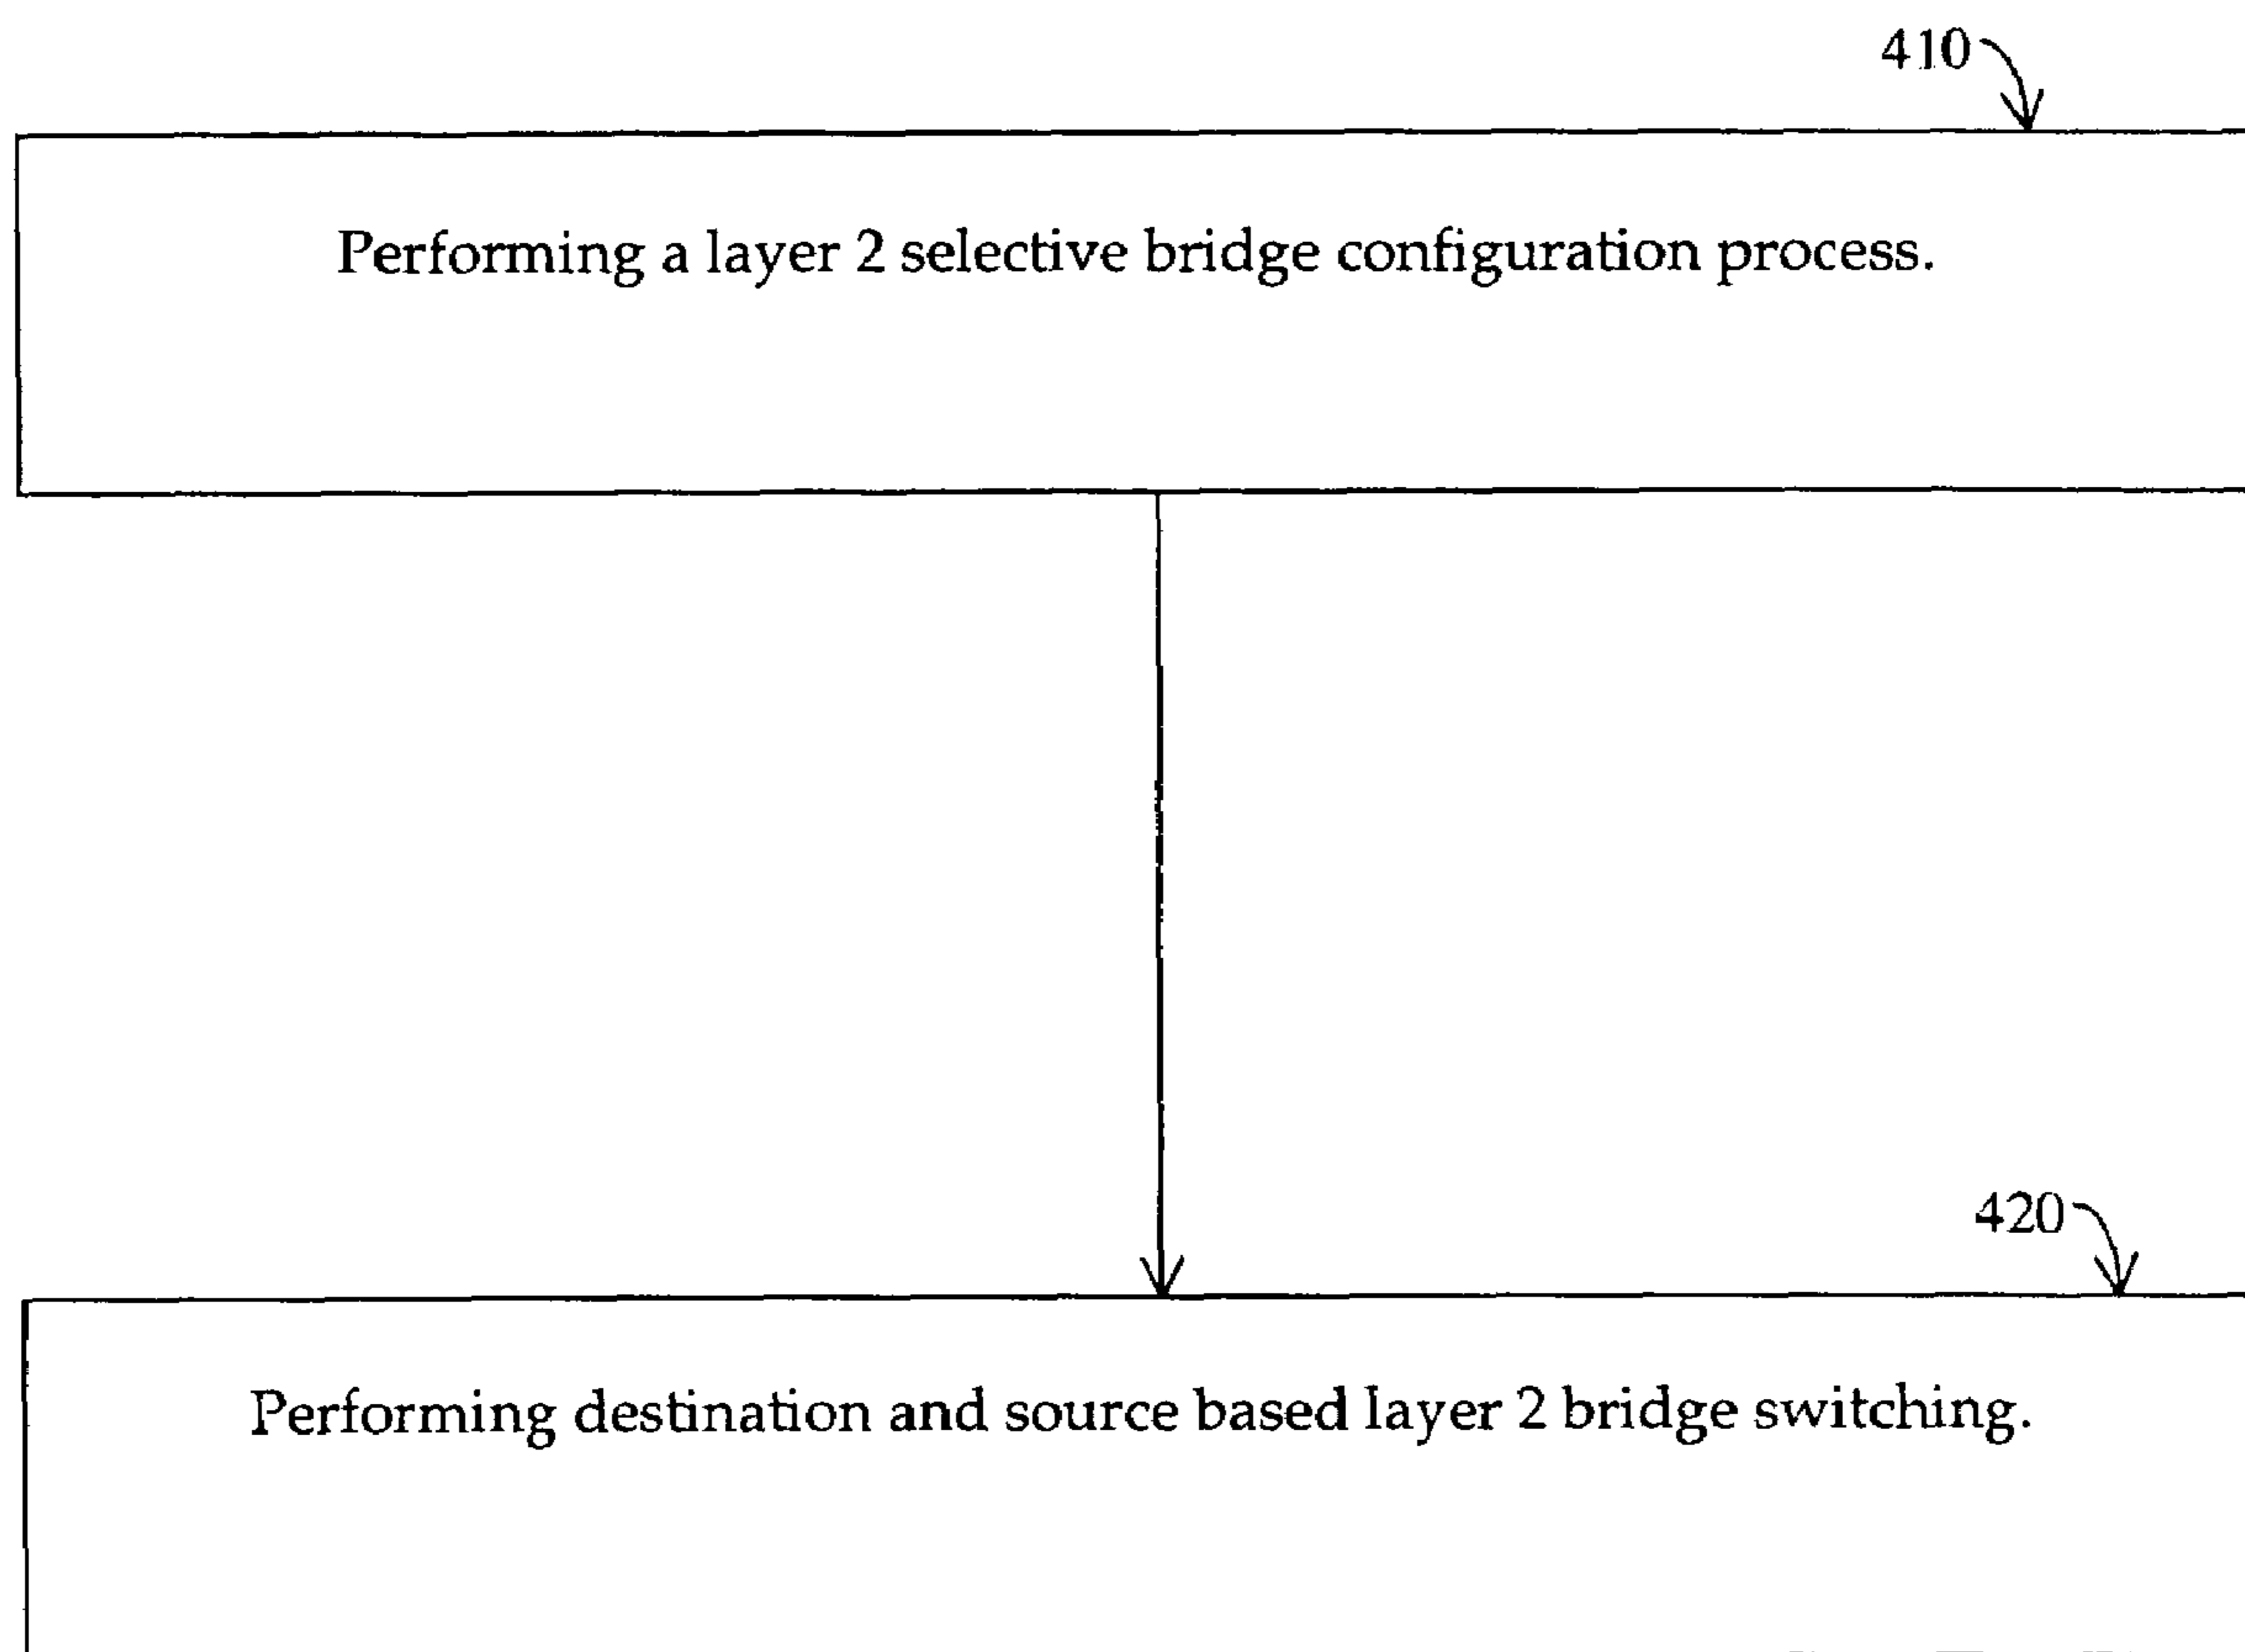 410
Performing a layer 2 selective bridge configuration process.
420
Performing destination and source based layer 2 bridge switching.